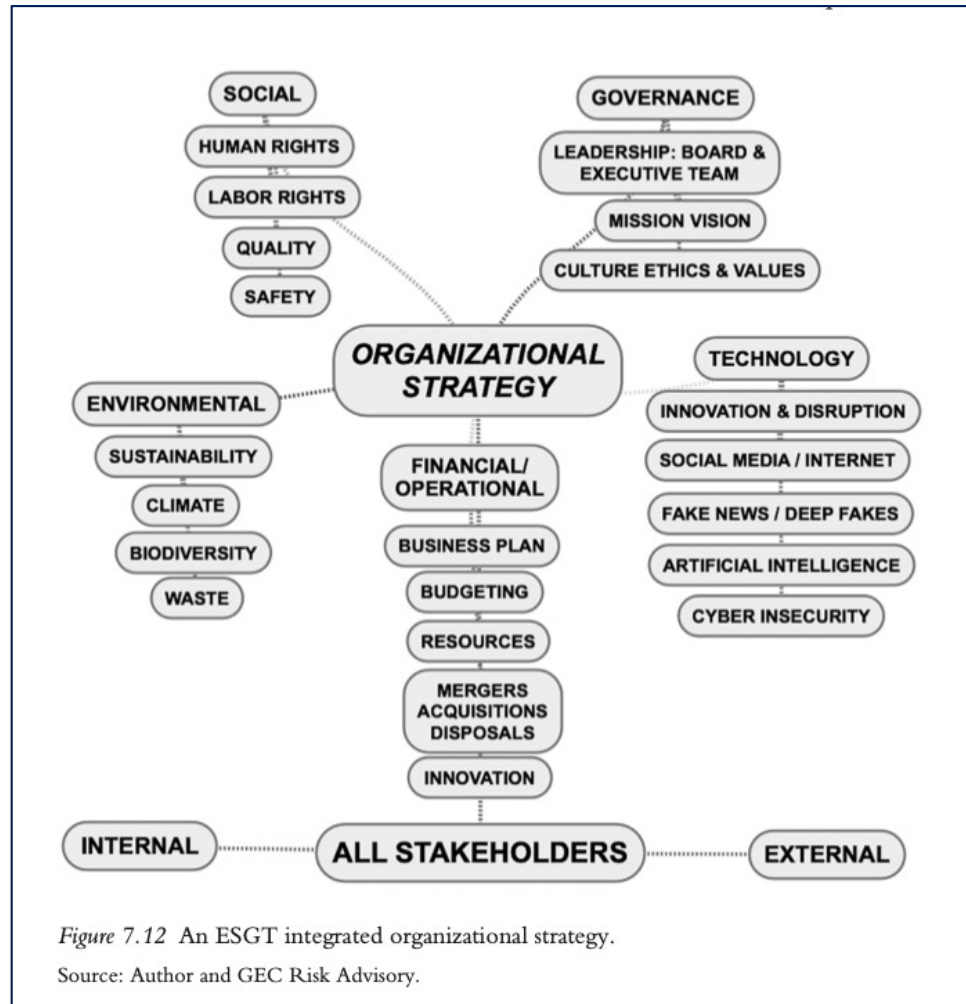 SOCIAL
HUMAN RIGHTS
LABOR RIGHTS
QUALITY
SAFETY
GOVERNANCE
LEADERSHIP: BOARD &
EXECUTIVE TEAM
MISSION VISION
CULTURE ETHICS & VALUES
ORGANIZATIONAL
STRATEGY
ENVIRONMENTAL
SUSTAINABILITY
CLIMATE
BIODIVERSITY
WASTE
FINANCIAL/
OPERATIONAL
BUSINESS PLAN
BUDGETING
RESOURCES
MERGERS
ACQUISITIONS
DISPOSALS
INNOVATION
TECHNOLOGY
INNOVATION & DISRUPTION
SOCIAL MEDIA / INTERNET
FAKE NEWS / DEEP FAKES
ARTIFICIAL INTELLIGENCE
CYBER INSECURITY
INTERNAL
ALL STAKEHOLDERS
EXTERNAL
Figure 7.12 An ESGT integrated organizational strategy.
Source: Author and GEC Risk Advisory.